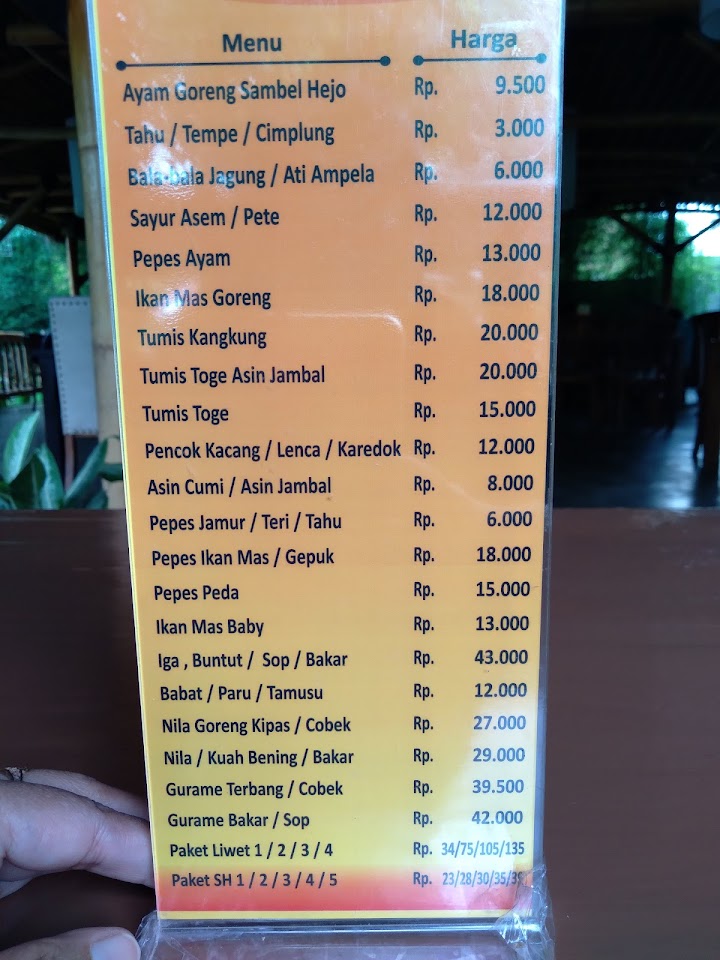 Menu Harga
Ayam Goreng Sambel Hejo Rp. 9.500
Tahu / Tempe / Cimplung Rp. 3.000
Bala-bala Jagung / Ati Ampela Rp. 6.000
Sayur Asem / Pete Rp. 12.000
Pepes Ayam Rp. 13.000
Ikan Mas Goreng Rp. 18.000
Tumis Kangkung Rp. 20.000
Tumis Toge Asin Jambal Rp. 20.000
Tumis Toge Rp. 15.000
Pencok Kacang / Lenca / Karedok Rp. 12.000
Asin Cumi / Asin Jambal Rp. 8.000
Pepes Jamur / Teri / Tahu Rp. 6.000
Pepes Ikan Mas / Gepuk Rp. 18.000
Pepes Peda Rp. 15.000
Ikan Mas Baby Rp. 13.000
Iga , Buntut / Sop / Bakar Rp. 43.000
Babat / Paru / Tamusu Rp. 12.000
Nila Goreng Kipas / Cobek Rp. 27.000
Nila / Kuah Bening / Bakar Rp. 29.000
Gurame Terbang / Cobek Rp. 39.500
Gurame Bakar / Sop Rp. 42.000
Paket Liwet 1 / 2 / 3 / 4 Rp. 34/75/105/135
Paket SH 1 / 2 / 3 / 4 / 5 Rp. 23/28/30/35/39